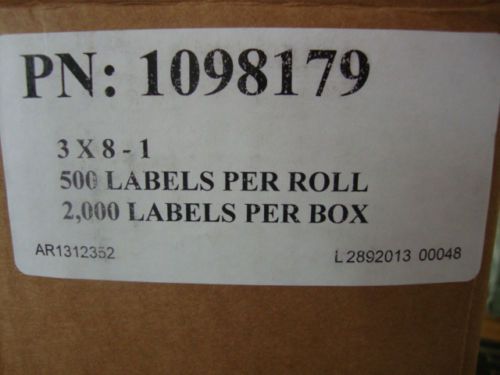 PN: 1098179
3 X 8 - 1
500 LABELS PER ROLL
2,000 LABELS PER BOX
AR1312352 L 2892013 00048